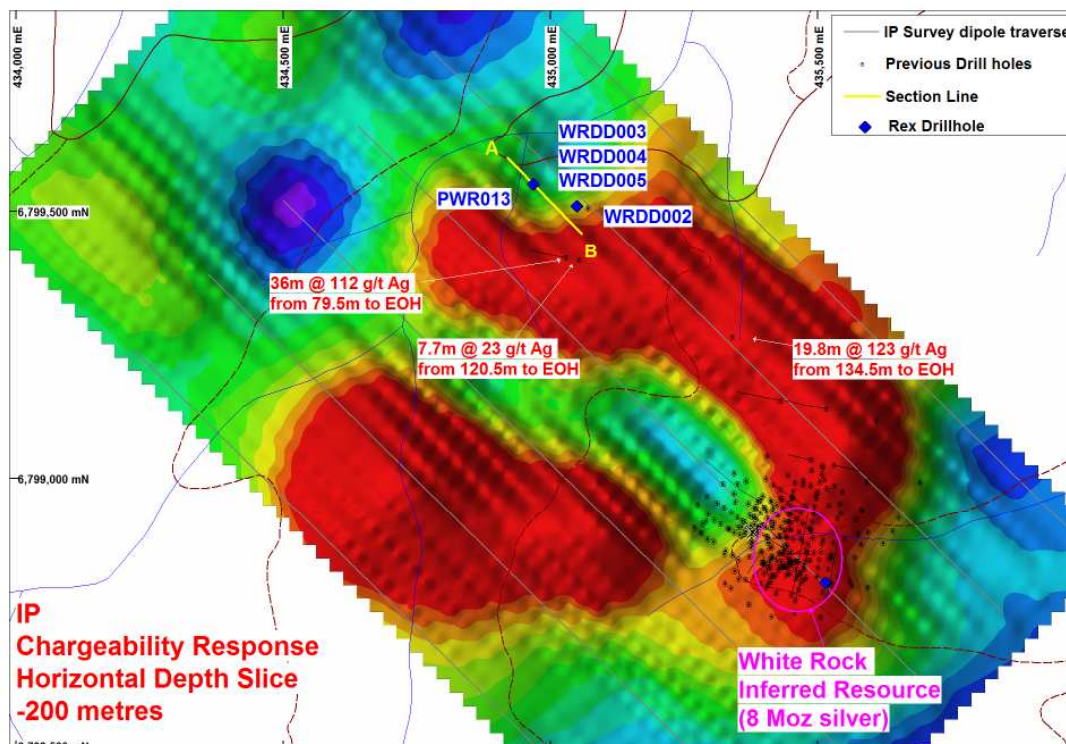 434,000 mE
434,500 mE
435,000 mE
435,500 mE
IP Survey dipole traverse
Previous Drill holes
Section Line
Rex Drillhole
WRDD003
A
WRDD004
WRDD005
PWR013
6,799,500 mN
WRDD002
B
36m @ 112 g/t Ag
from 79.5m to EOH
7.7m @ 23 g/t Ag
from 120.5m to EOH
19.8m @ 123 g/t Ag
from 134.5m to EOH
6,799,000 mN
IP
Chargeability Response
Horizontal Depth Slice
-200 metres
White Rock
Inferred Resource
(8 Moz silver)